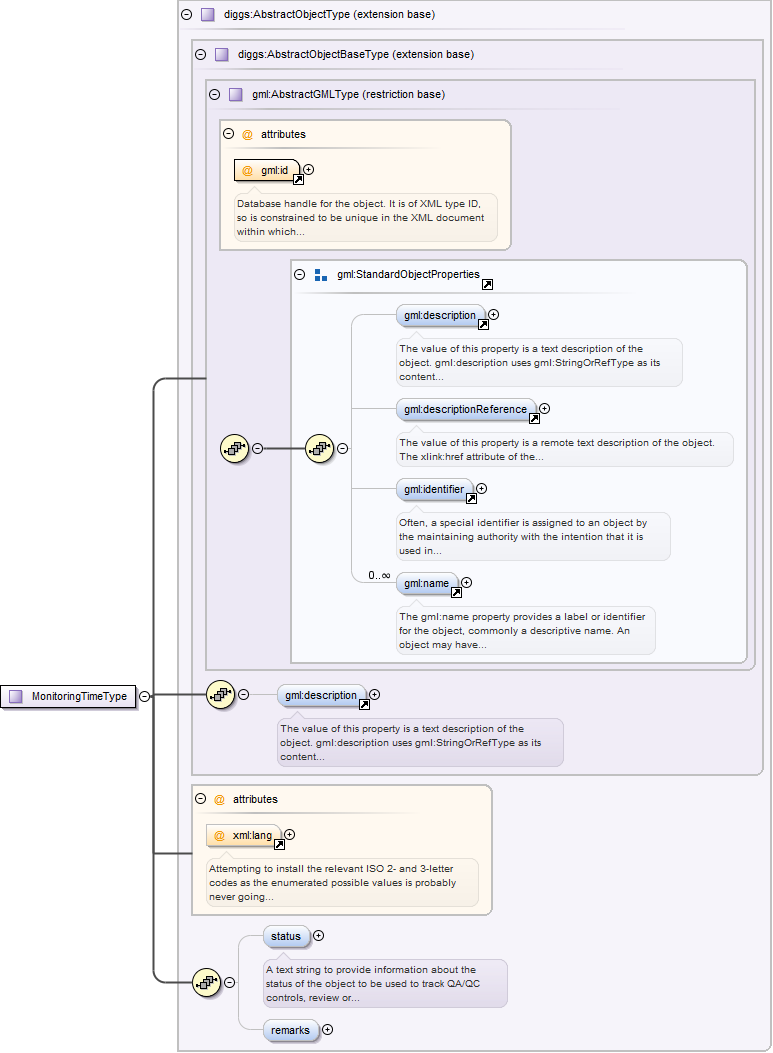 diggs:AbstractObjectType (extension base)
diggs:AbstractObjectBaseType (extension base)
gml:AbstractGMLType (restriction base)
@ attributes
@ gml:id
Database handle for the object. It is of XML type ID,
so is constrained to be unique in the XML document
within which...
gml:StandardObjectProperties
gml:description
The value of this property is a text description of the
object. gml:description uses gml:StringOrRefType as its
content...
gml:descriptionReference
The value of this property is a remote text description of the object.
The xlink:href attribute of the...
gml:identifier
Often, a special identifier is assigned to an object by
the maintaining authority with the intention that it is
used in...
0..∞
gml:name
The gml:name property provides a label or identifier
for the object, commonly a descriptive name. An
object may have...
MonitoringTimeType
gml:description
The value of this property is a text description of the
object. gml:description uses gml:StringOrRefType as its
content...
@ attributes
@ xml:lang
Attempting to install the relevant ISO 2- and 3-letter
codes as the enumerated possible values is probably
never going...
status
A text string to provide information about the
status of the object to be used to track QA/QC
controls, review or...
remarks